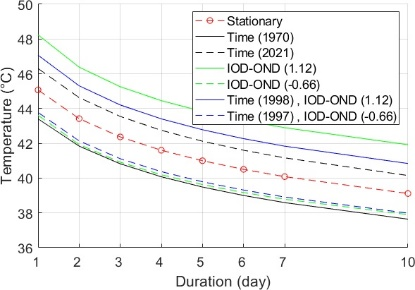 50
48
46
44
42
40
38
36
Temperature (°C)
Stationary
Time (1970)
Time (2021)
IOD-OND (1.12)
IOD-OND (-0.66)
Time (1998) , IOD-OND (1.12)
Time (1997) , IOD-OND (-0.66)
1 2 3 4 5 6 7 10
Duration (day)